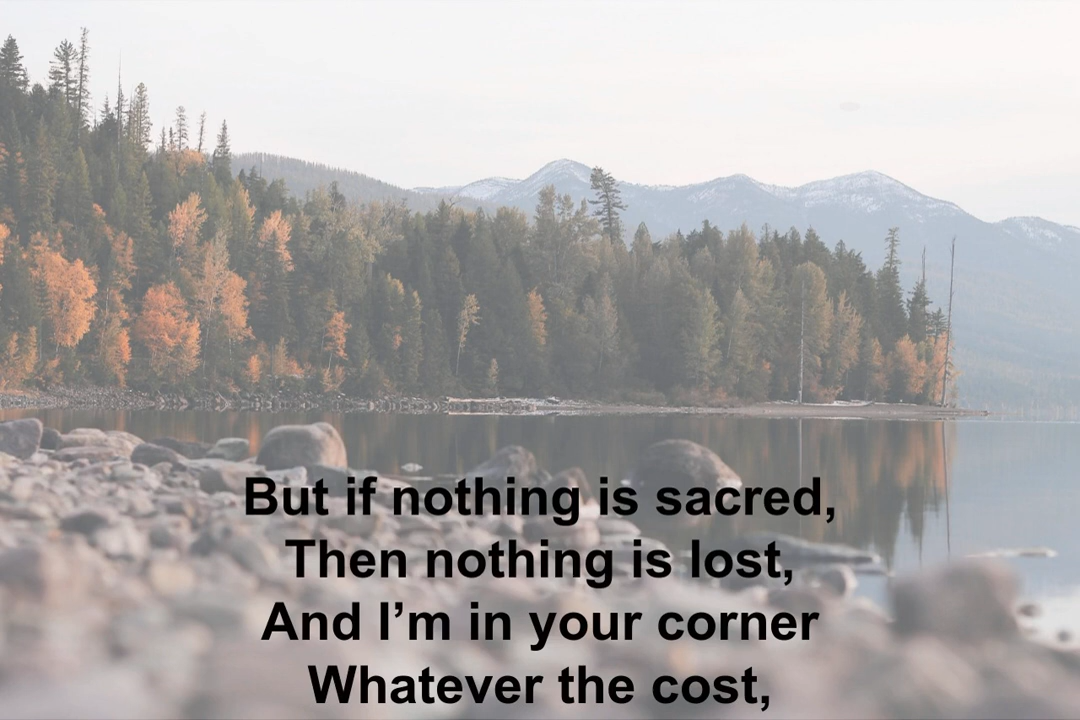 But if nothing is sacred,
Then nothing is lost,
And I’m in your corner
Whatever the cost,